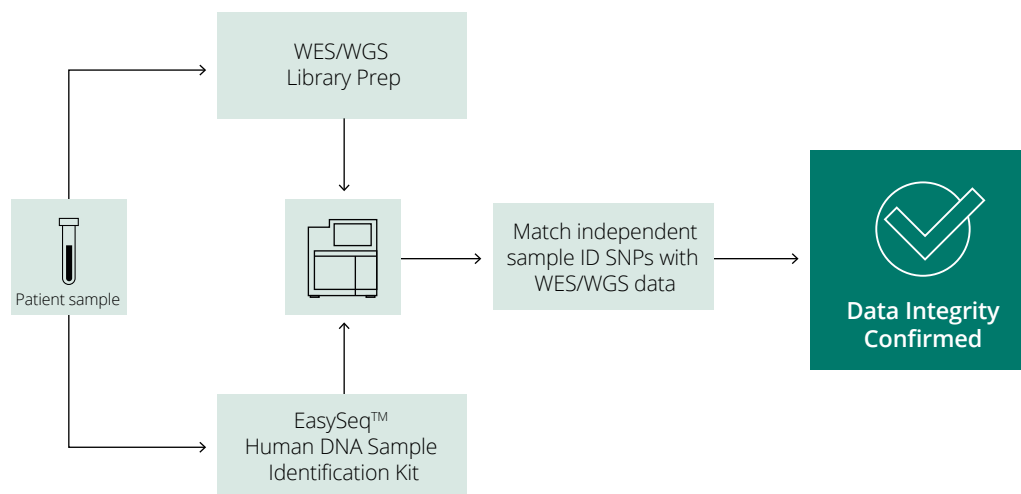 WES/WGS
Library Prep
Patient sample
EasySeq™
Human DNA Sample
Identification Kit
Match independent
sample ID SNPs with
WES/WGS data
Data Integrity
Confirmed